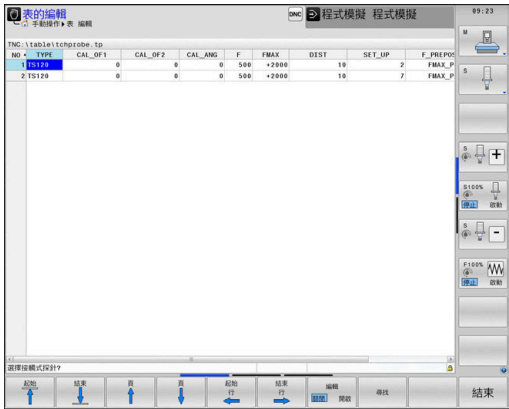 表的編輯
DNC
程式模擬 程式模擬
09:23
手動操作 表 編輯
TNC:\table\tchprobe.tp
NO TYPE CAL_OF1 CAL_OF2 CAL_ANG F FMAX DIST SET_UP F_PREPOS
1 TS120 0 0 0 500 +2000 10 2 FMAX_P
2 TS120 0 0 0 500 +2000 10 7 FMAX_P
M
S
S
S100%
停止 啟動
S
F100%
停止 啟動
選擇接觸式探針?
起始 結束 頁 頁 起始行 結束行 編輯 關閉 開啟 尋找 結束